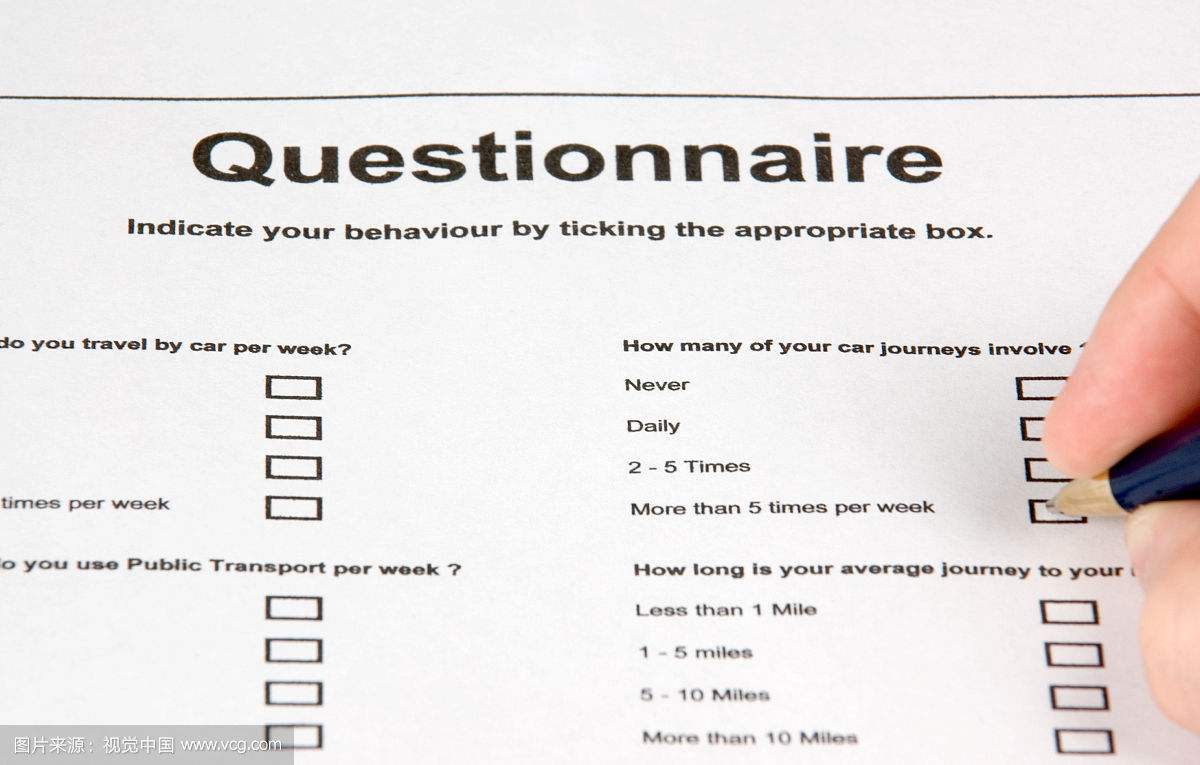 Questionnaire
Indicate your behaviour by ticking the appropriate box.
do you travel by car per week?
times per week
do you use Public Transport per week ?
How many of your car journeys involve
Never
Daily
2 - 5 Times
More than 5 times per week
How long is your average journey to your
Less than 1 Mile
1 - 5 miles
5 - 10 Miles
More than 10 Miles
图片来源：视觉中国 www.vcg.com